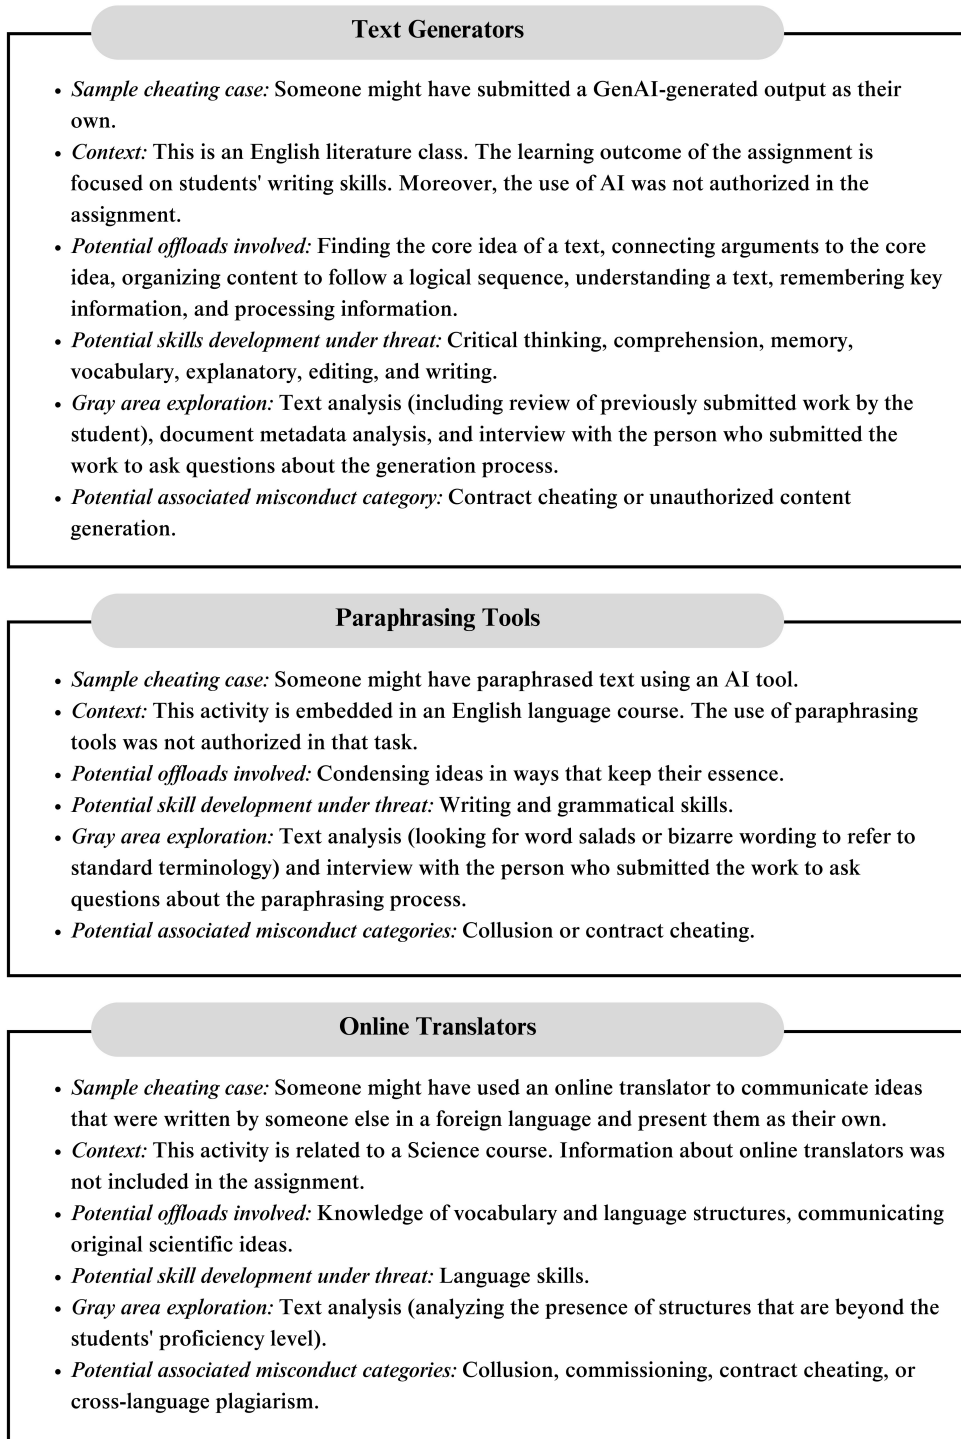 Text Generators
• Sample cheating case: Someone might have submitted a GenAI-generated output as their
own.
• Context: This is an English literature class. The learning outcome of the assignment is
focused on students' writing skills. Moreover, the use of AI was not authorized in the
assignment.
• Potential offloads involved: Finding the core idea of a text, connecting arguments to the core
idea, organizing content to follow a logical sequence, understanding a text, remembering key
information, and processing information.
• Potential skills development under threat: Critical thinking, comprehension, memory,
vocabulary, explanatory, editing, and writing.
• Gray area exploration: Text analysis (including review of previously submitted work by the
student), document metadata analysis, and interview with the person who submitted the
work to ask questions about the generation process.
• Potential associated misconduct category: Contract cheating or unauthorized content
generation.
Paraphrasing Tools
• Sample cheating case: Someone might have paraphrased text using an AI tool.
• Context: This activity is embedded in an English language course. The use of paraphrasing
tools was not authorized in that task.
• Potential offloads involved: Condensing ideas in ways that keep their essence.
• Potential skill development under threat: Writing and grammatical skills.
• Gray area exploration: Text analysis (looking for word salads or bizarre wording to refer to
standard terminology) and interview with the person who submitted the work to ask
questions about the paraphrasing process.
• Potential associated misconduct categories: Collusion or contract cheating.
Online Translators
• Sample cheating case: Someone might have used an online translator to communicate ideas
that were written by someone else in a foreign language and present them as their own.
• Context: This activity is related to a Science course. Information about online translators was
not included in the assignment.
• Potential offloads involved: Knowledge of vocabulary and language structures, communicating
original scientific ideas.
• Potential skill development under threat: Language skills.
• Gray area exploration: Text analysis (analyzing the presence of structures that are beyond the
students' proficiency level).
• Potential associated misconduct categories: Collusion, commissioning, contract cheating, or
cross-language plagiarism.